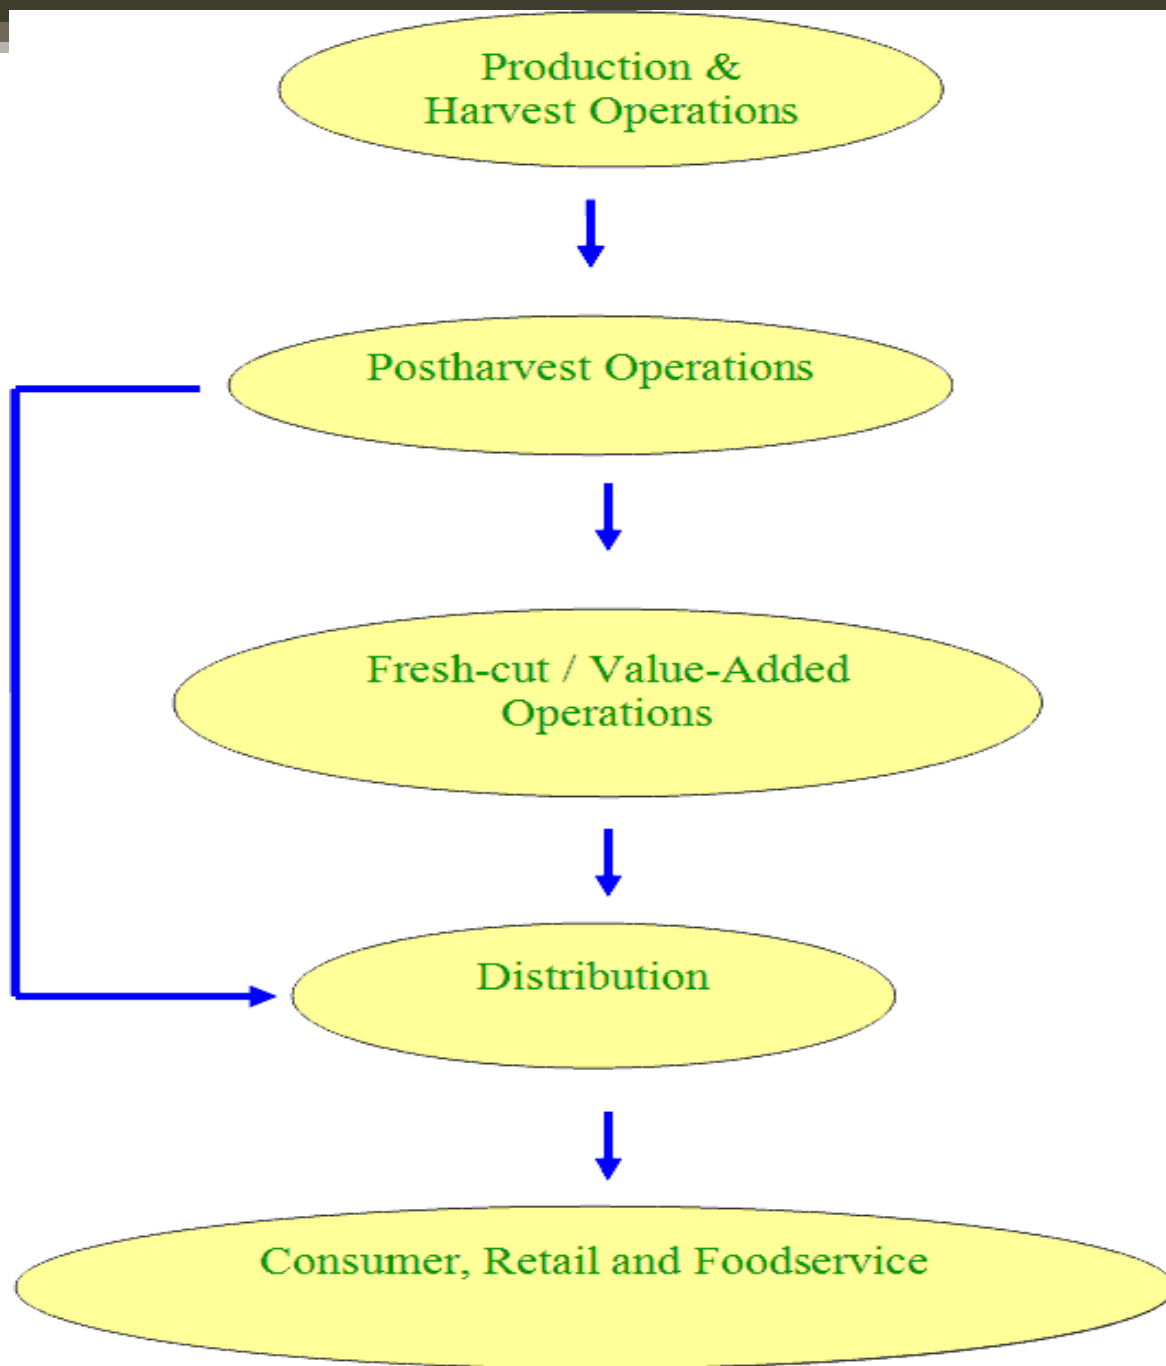 Production &
Harvest Operations
Postharvest Operations
Fresh-cut / Value-Added
Operations
Distribution
Consumer, Retail and Foodservice